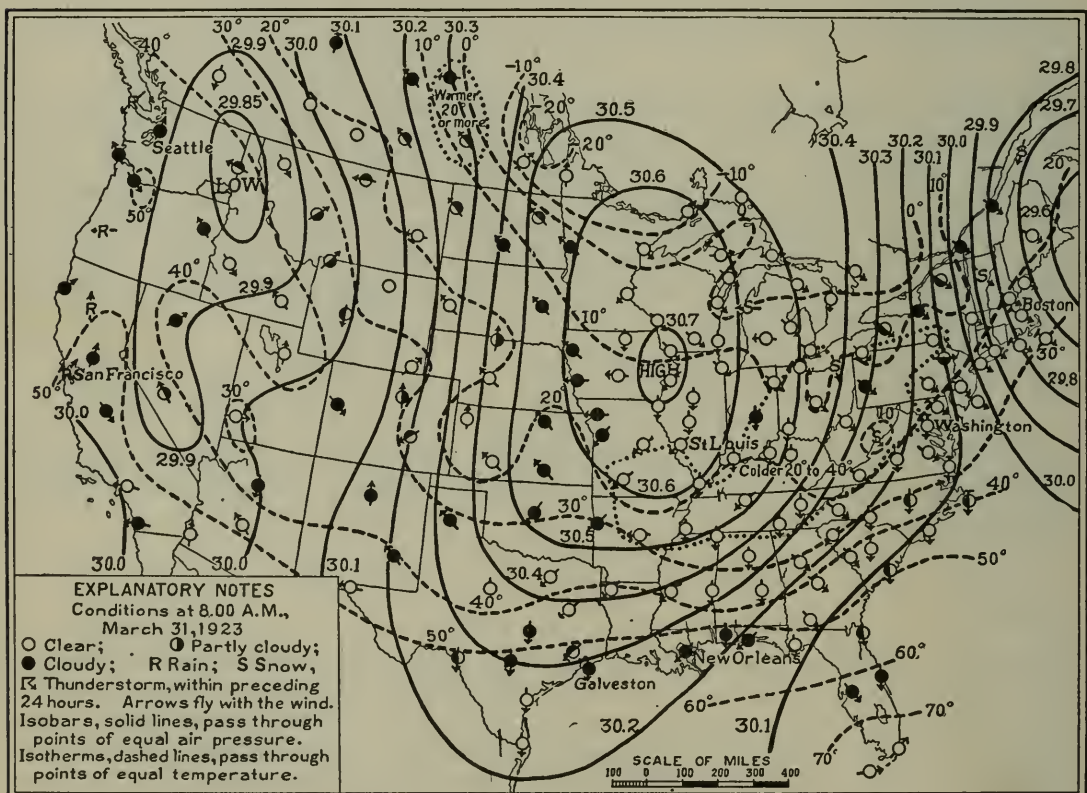 40°
30°
20°
29.9
30.0
30.1
30.2
30.3
10°
0°
-10°
30.4
-20°
Warmer
20°
or more
30.5
29.85
LOW
Seattle
50°
R
-R-
20°
30.6
-10°
30.4
30.3
30.2
30.1
30.0
29.9
10°
0°
29.8
29.7
20°
29.6
S
Boston
30°
29.8
40°
29.9
R
10°
30.7
HIGH
S
S
San Francisco
50°
30.0
30°
20°
St Louis
Colder 20° to 40°
10°
S
Washington
29.9
30.6
30.0
40°
30°
30.5
30.0
30.0
30.1
30.4
40°
50°
50°
New Orleans
Galveston
60°
60°
30.2
30.1
70°
70°
EXPLANATORY NOTES
Conditions at 8.00 A.M.,
March 31, 1923
Clear; Partly cloudy;
Cloudy; R Rain; S Snow,
Thunderstorm, within preceding
24 hours. Arrows fly with the wind.
Isobars, solid lines, pass through
points of equal air pressure.
Isotherms, dashed lines, pass through
points of equal temperature.
SCALE OF MILES
100 0 100 200 300 400